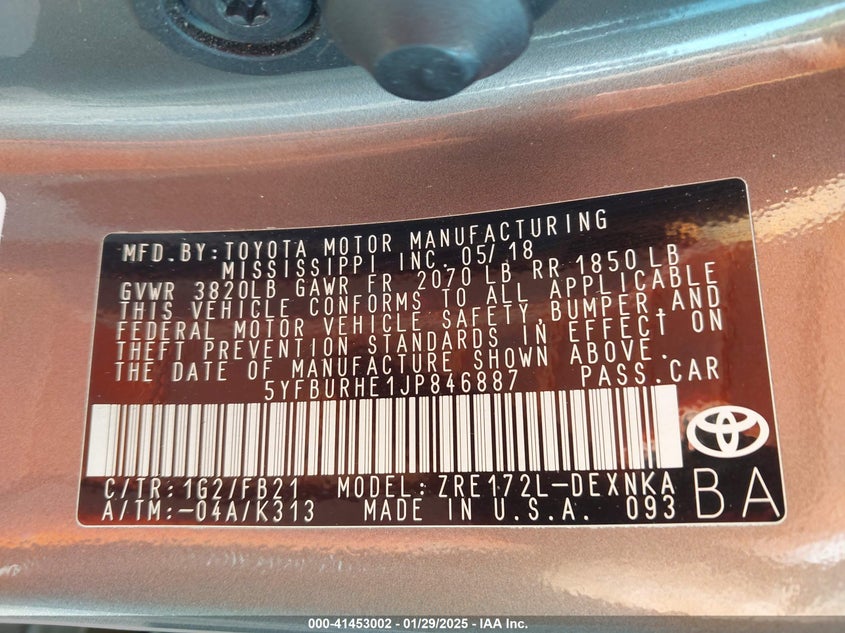 MFD.BY:TOYOTA MOTOR MANUFACTURING
MISSISSIPPI INC. 05/18
GVWR 3820LB GAWR FR 2070 LB RR 1850 LB
THIS VEHICLE CONFORMS TO ALL APPLICABLE
FEDERAL MOTOR VEHICLE SAFETY,BUMPER,AND
THEFT PREVENTION STANDARDS IN EFFECT ON
THE DATE OF MANUFACTURE SHOWN ABOVE.
5YFBURHE1JP846887 PASS.CAR
C/TR:1G2/FB21 MODEL:ZRE172L-DEXNKA
A/TM:-04A/K313 MADE IN U.S.A. 093
BA
000-41453002 - 01/29/2025 - IAA Inc.